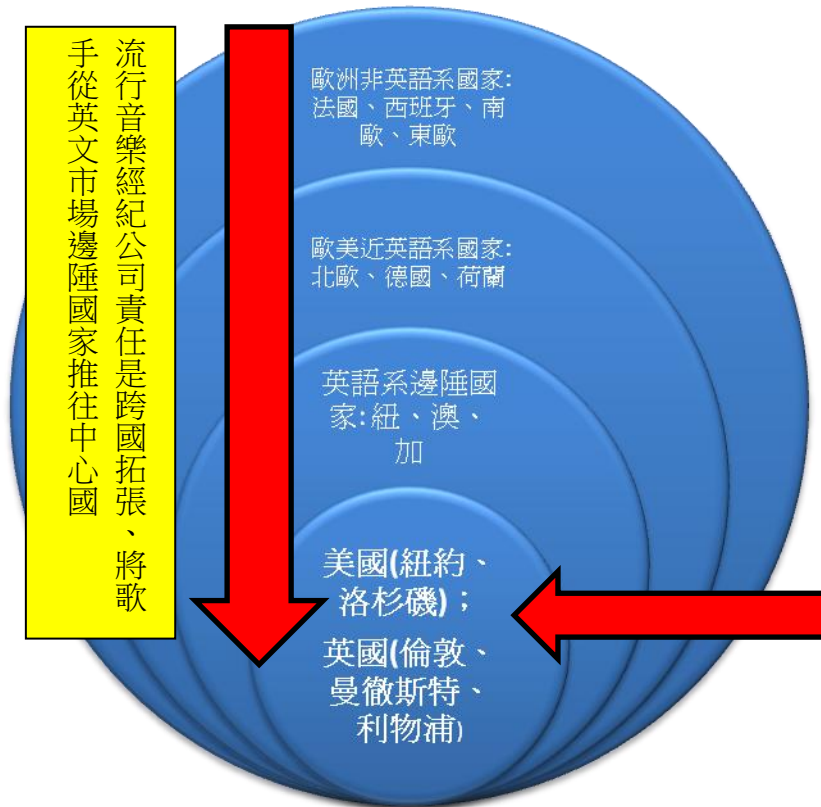 流行音樂經紀公司責任是跨國拓張、將歌
手從英文市場邊陲國家推往中心國
歐洲非英語系國家:
法國、西班牙、南
歐、東歐
歐美近英語系國家:
北歐、德國、荷蘭
英語系邊陲國
家:紐、澳、
加
美國(紐約、
洛杉磯)；
英國(倫敦、
曼徹斯特、
利物浦)